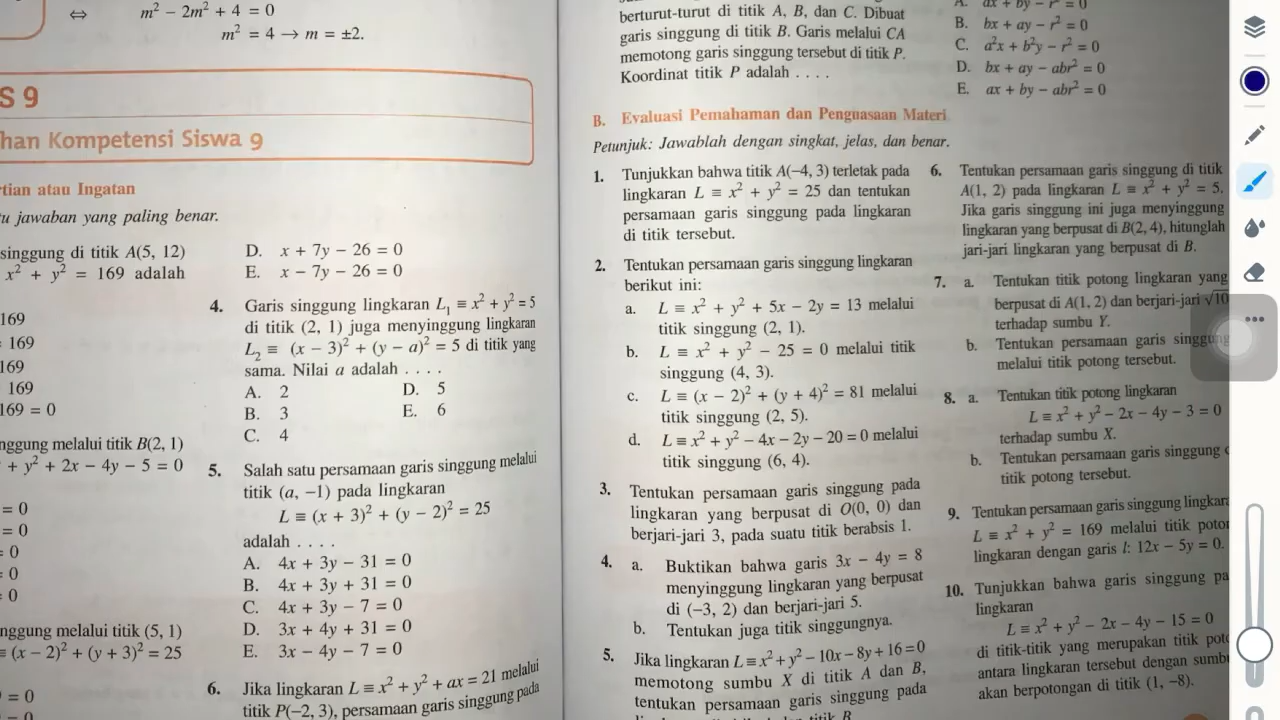 ⇔ m² − 2m² + 4 = 0
m² = 4 → m = ±2.
S 9
han Kompetensi Siswa 9
rtian atau Ingatan
u jawaban yang paling benar.
singgung di titik A(5, 12)
x² + y² = 169 adalah
169
= 169
169
169
169 = 0
nggung melalui titik B(2, 1)
+ y² + 2x − 4y − 5 = 0
= 0
= 0
= 0
= 0
= 0
nggung melalui titik (5, 1)
≡ (x − 2)² + (y + 3)² = 25
= 0
D. x + 7y − 26 = 0
E. x − 7y − 26 = 0
4. Garis singgung lingkaran L₁ ≡ x² + y² = 5
di titik (2, 1) juga menyinggung lingkaran
L₂ ≡ (x − 3)² + (y − a)² = 5 di titik yang
sama. Nilai a adalah . . . .
A. 2 D. 5
B. 3 E. 6
C. 4
5. Salah satu persamaan garis singgung melalui
titik (a, −1) pada lingkaran
L ≡ (x + 3)² + (y − 2)² = 25
adalah . . . .
A. 4x + 3y − 31 = 0
B. 4x + 3y + 31 = 0
C. 4x + 3y − 7 = 0
D. 3x + 4y + 31 = 0
E. 3x − 4y − 7 = 0
6. Jika lingkaran L ≡ x² + y² + ax = 21 melalui
titik P(−2, 3), persamaan garis singgung pada
berturut-turut di titik A, B, dan C. Dibuat
garis singgung di titik B. Garis melalui CA
memotong garis singgung tersebut di titik P.
Koordinat titik P adalah . . . .
A. ax + by − r² = 0
B. bx + ay − r² = 0
C. a²x + b²y − r² = 0
D. bx + ay − abr² = 0
E. ax + by − abr² = 0
B. Evaluasi Pemahaman dan Penguasaan Materi
Petunjuk: Jawablah dengan singkat, jelas, dan benar.
1. Tunjukkan bahwa titik A(−4, 3) terletak pada
lingkaran L ≡ x² + y² = 25 dan tentukan
persamaan garis singgung pada lingkaran
di titik tersebut.
2. Tentukan persamaan garis singgung lingkaran
berikut ini:
a. L ≡ x² + y² + 5x − 2y = 13 melalui
titik singgung (2, 1).
b. L ≡ x² + y² − 25 = 0 melalui titik
singgung (4, 3).
c. L ≡ (x − 2)² + (y + 4)² = 81 melalui
titik singgung (2, 5).
d. L ≡ x² + y² − 4x − 2y − 20 = 0 melalui
titik singgung (6, 4).
3. Tentukan persamaan garis singgung pada
lingkaran yang berpusat di O(0, 0) dan
berjari-jari 3, pada suatu titik berabsis 1.
4. a. Buktikan bahwa garis 3x − 4y = 8
menyinggung lingkaran yang berpusat
di (−3, 2) dan berjari-jari 5.
b. Tentukan juga titik singgungnya.
5. Jika lingkaran L ≡ x² + y² − 10x − 8y + 16 = 0
memotong sumbu X di titik A dan B,
tentukan persamaan garis singgung pada
titik B
6. Tentukan persamaan garis singgung di titik
A(1, 2) pada lingkaran L ≡ x² + y² = 5.
Jika garis singgung ini juga menyinggung
lingkaran yang berpusat di B(2, 4), hitunglah
jari-jari lingkaran yang berpusat di B.
7. a. Tentukan titik potong lingkaran yang
berpusat di A(1, 2) dan berjari-jari √10
terhadap sumbu Y.
b. Tentukan persamaan garis singgung
melalui titik potong tersebut.
8. a. Tentukan titik potong lingkaran
L ≡ x² + y² − 2x − 4y − 3 = 0
terhadap sumbu X.
b. Tentukan persamaan garis singgung
titik potong tersebut.
9. Tentukan persamaan garis singgung lingkara
L ≡ x² + y² = 169 melalui titik poto
lingkaran dengan garis l: 12x − 5y = 0.
10. Tunjukkan bahwa garis singgung pa
lingkaran
L ≡ x² + y² − 2x − 4y − 15 = 0
di titik-titik yang merupakan titik poto
antara lingkaran tersebut dengan sumbu
akan berpotongan di titik (1, −8).